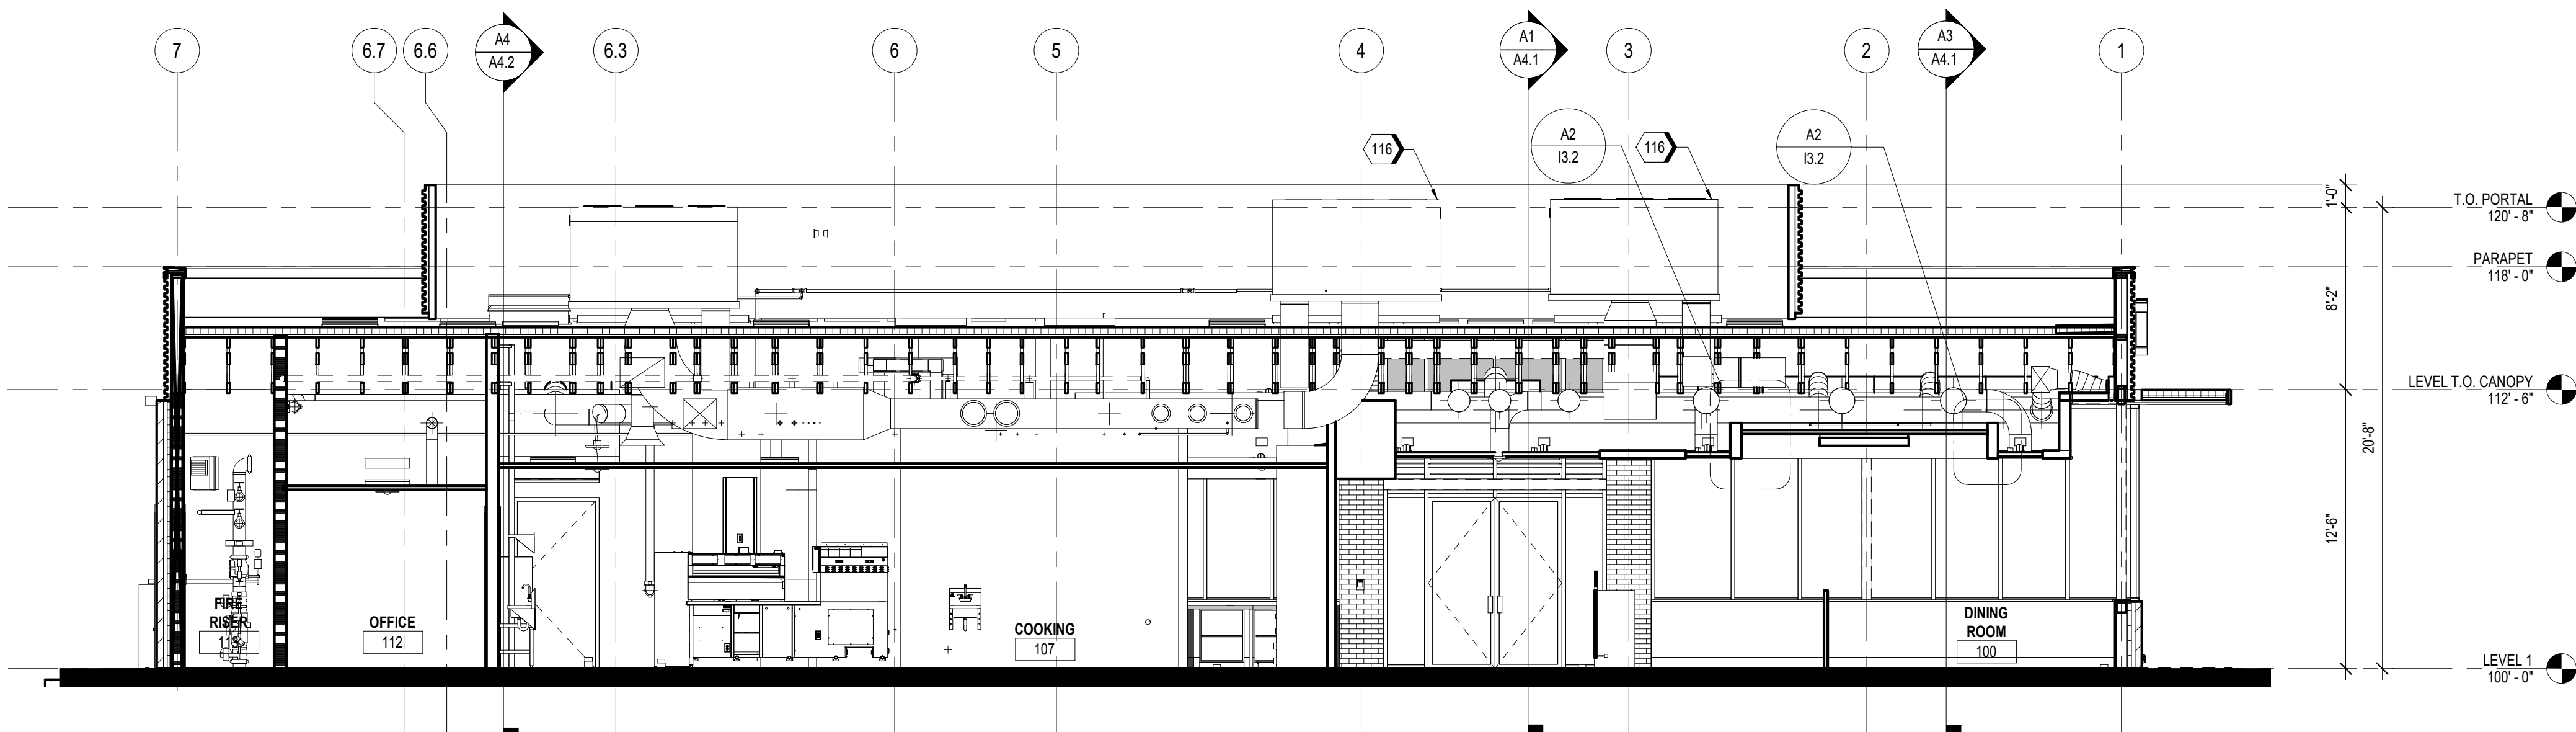 7
6.7
6.6
A4
A4.2
6.3
6
5
4
A1
A4.1
3
2
A3
A4.1
1
116
A2
I3.2
116
A2
I3.2
1'-0"
8'-2"
12'-6"
20'-8"
T.O. PORTAL
120' - 8"
PARAPET
118' - 0"
LEVEL T.O. CANOPY
112' - 6"
LEVEL 1
100' - 0"
FIRE
RISER
OFFICE
112
COOKING
107
DINING
ROOM
100